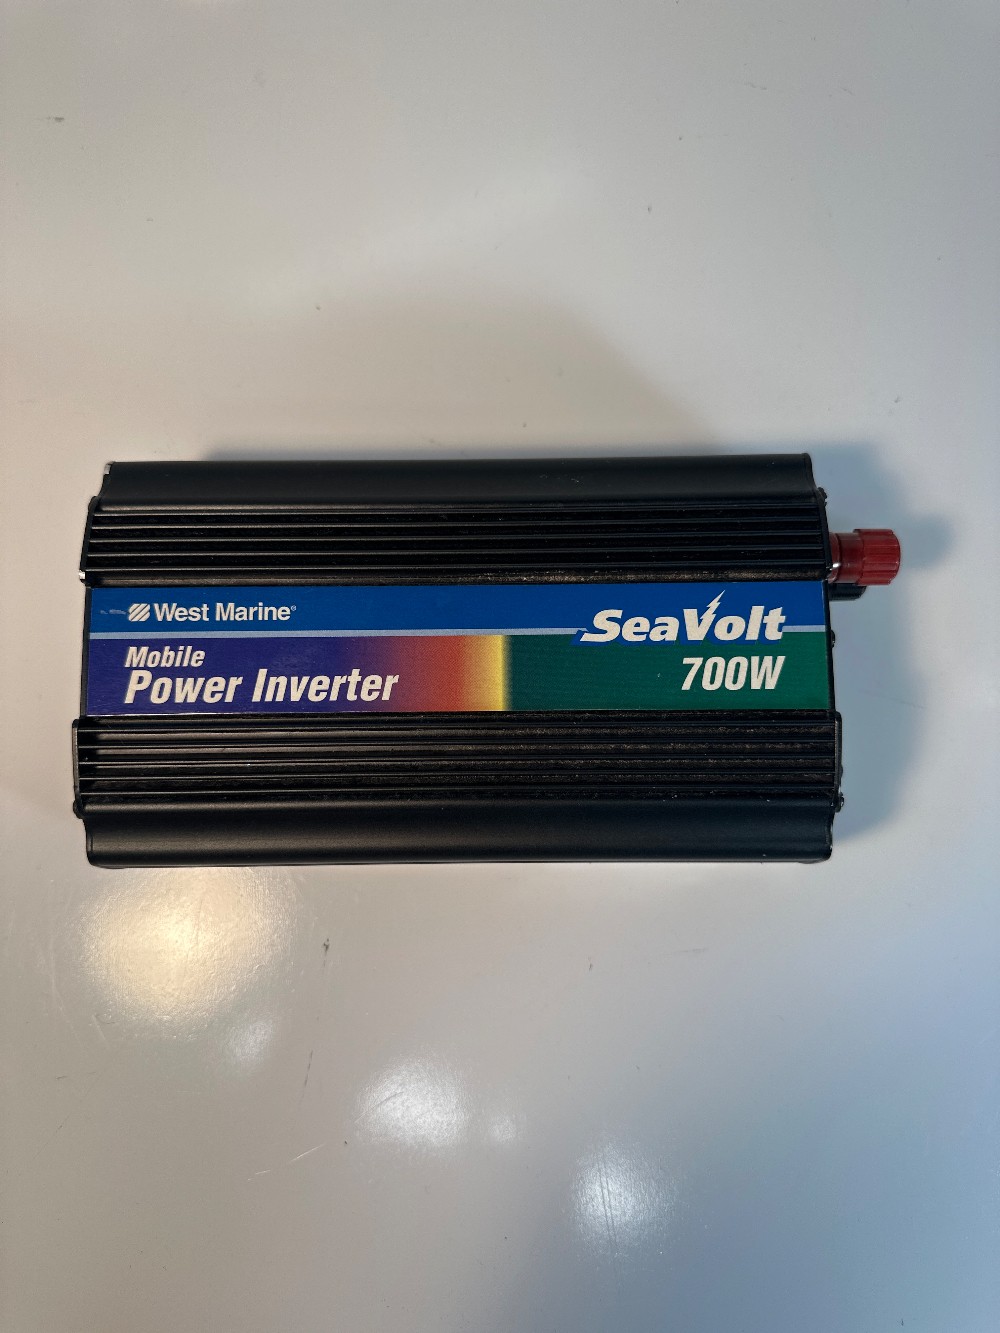 West Marine®
SeaVolt
Mobile
Power Inverter
700W